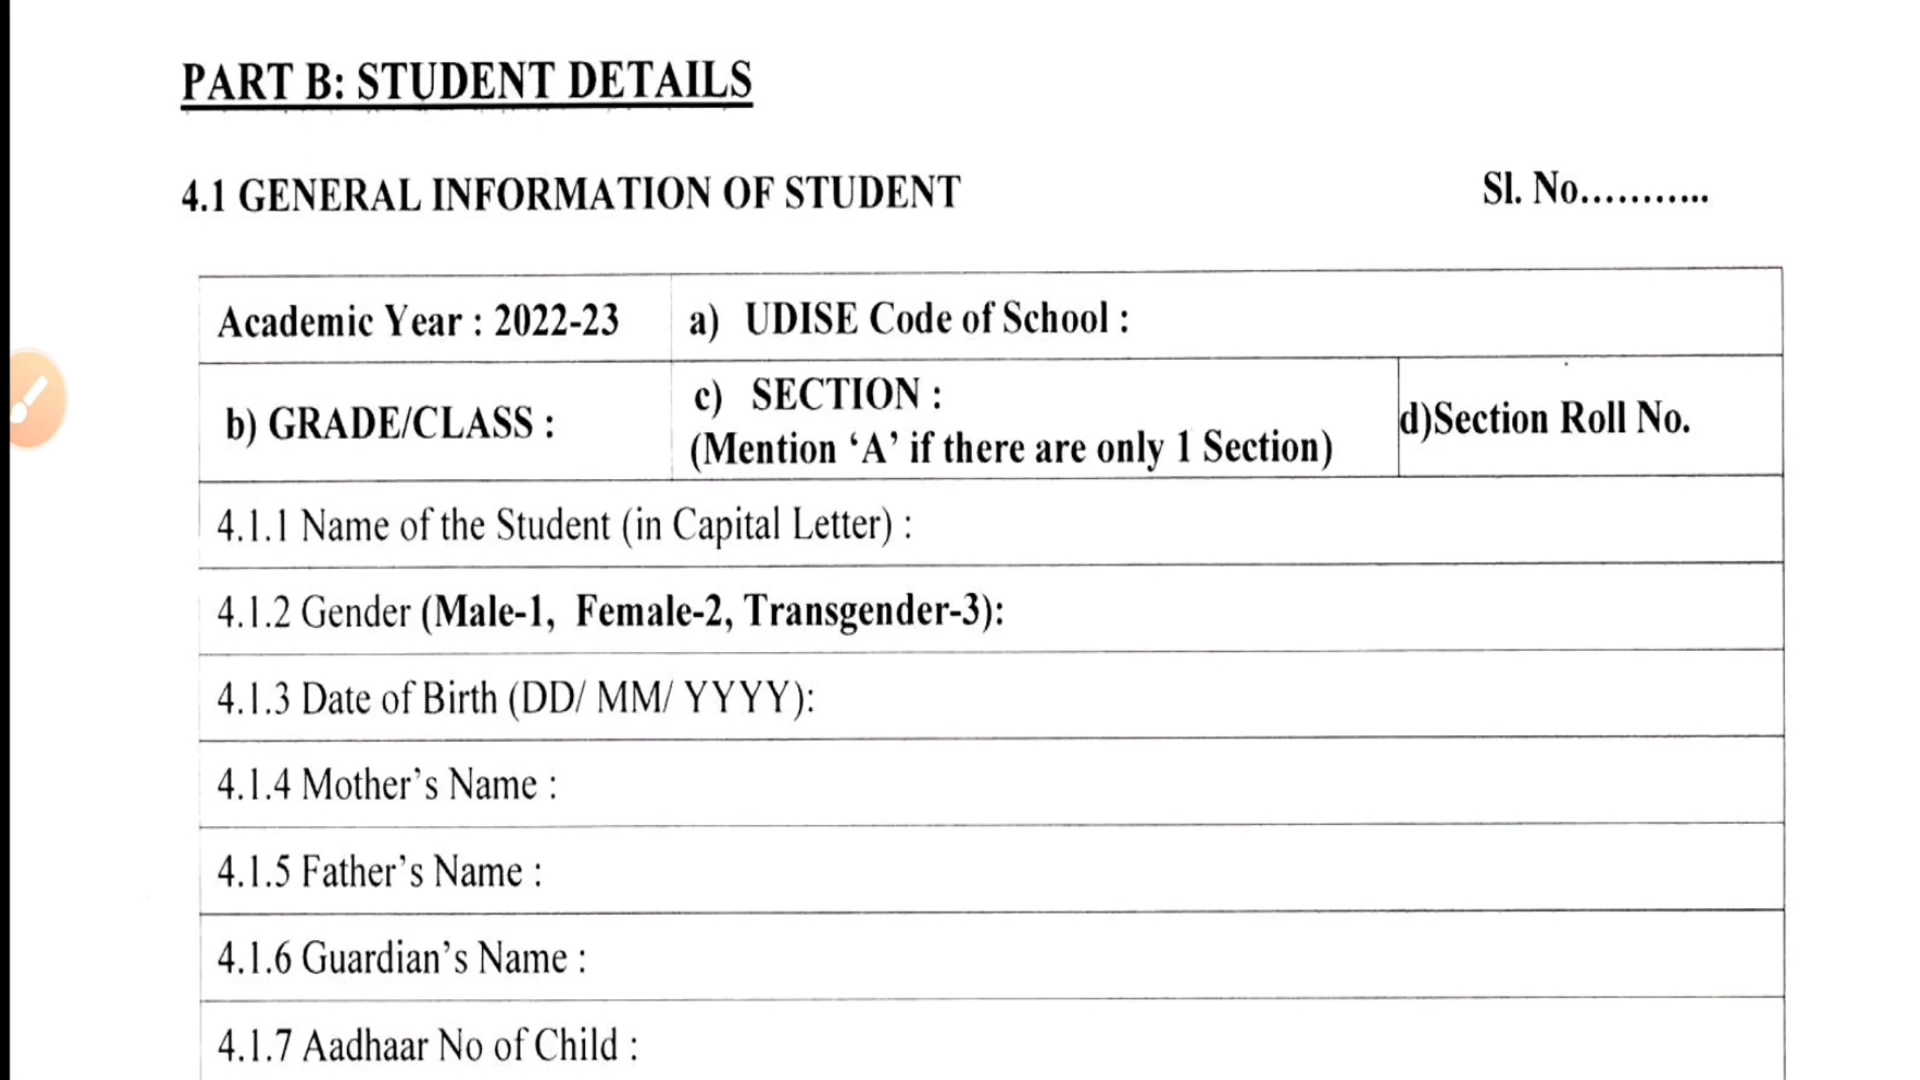 PART B: STUDENT DETAILS
4.1 GENERAL INFORMATION OF STUDENT Sl. No...........
Academic Year : 2022-23 a) UDISE Code of School :
b) GRADE/CLASS : c) SECTION :
(Mention ‘A’ if there are only 1 Section) d)Section Roll No.
4.1.1 Name of the Student (in Capital Letter) :
4.1.2 Gender (Male-1, Female-2, Transgender-3):
4.1.3 Date of Birth (DD/ MM/ YYYY):
4.1.4 Mother’s Name :
4.1.5 Father’s Name :
4.1.6 Guardian’s Name :
4.1.7 Aadhaar No of Child :